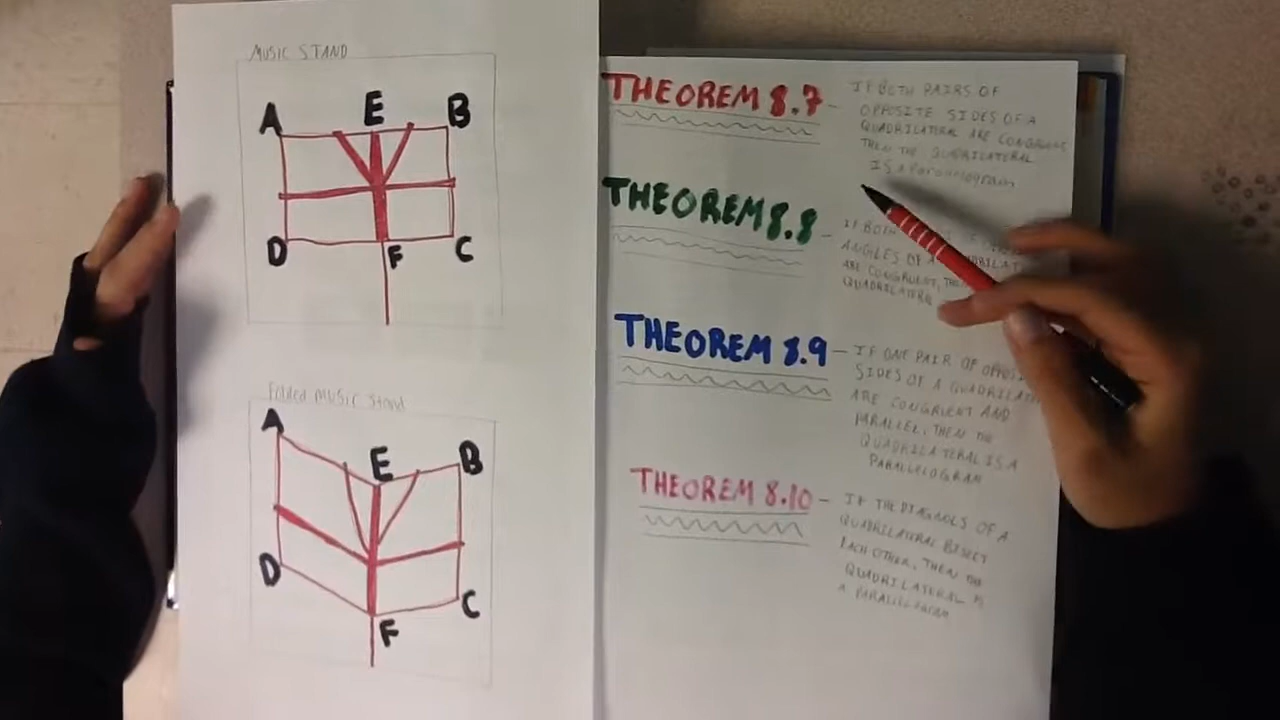 MUSIC STAND
A E B
D F C
Folded Music Stand
A
E B
D
C
F
THEOREM 8.7 - IF BOTH PAIRS OF
OPPOSITE SIDES OF A
QUADRILATERAL ARE CONGRUENT
THEN THE QUADRILATERAL
IS A Parallelogram
THEOREM 8.8 - IF BOTH
ANGLES OF A
ARE CONGRUENT,
QUADRILATERAL
THEOREM 8.9 - IF ONE PAIR OF
SIDES OF A
ARE CONGRUENT AND
PARALLEL, THEN THE
QUADRILATERAL IS A
PARALLELOGRAM
THEOREM 8.10 - IF THE DIAGNOLS OF A
QUADRILATERAL BISECT
EACH OTHER, THEN THE
QUADRILATERAL IS
A PARALLELOGRAM